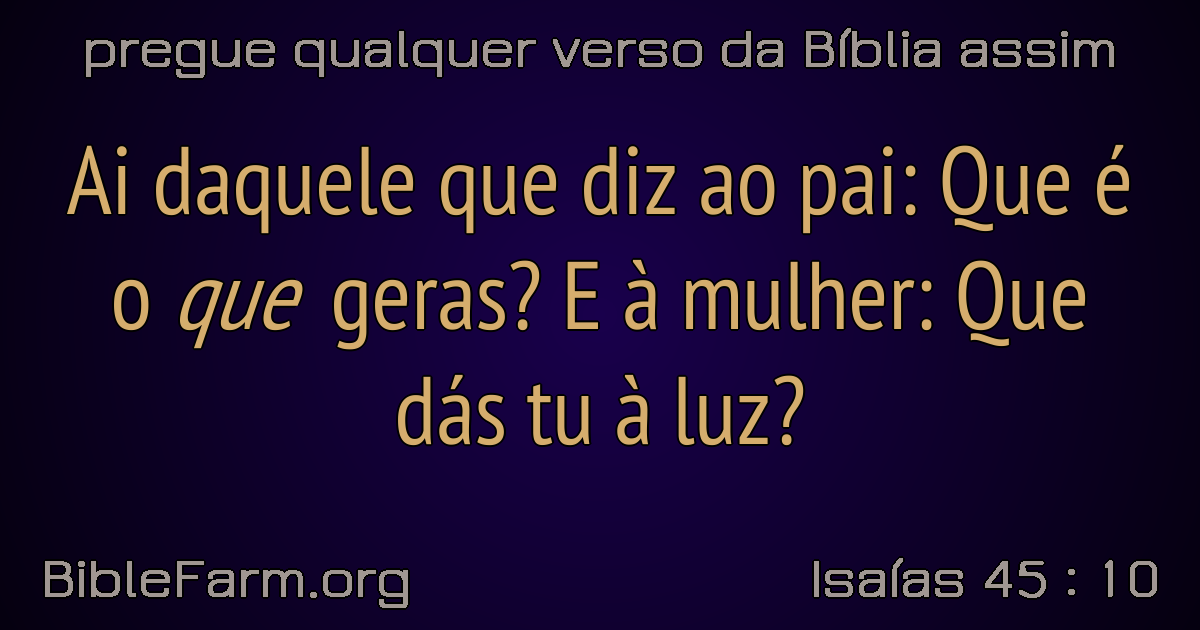 pregue qualquer verso da Bíblia assim
Ai daquele que diz ao pai: Que é
o que geras? E à mulher: Que
dás tu à luz?
BibleFarm.org
Isaías 45 : 10